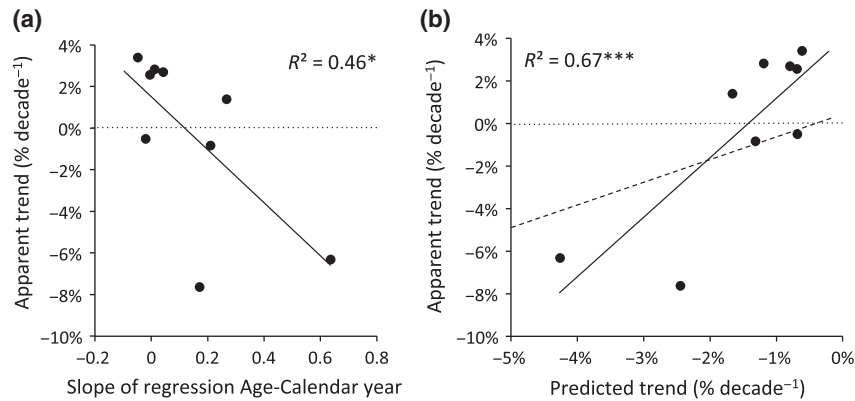 (a)
R² = 0.46*
4%
2%
0%
−2%
−4%
−6%
−8%
−10%
Apparent trend (% decade⁻¹)
−0.2 0 0.2 0.4 0.6 0.8
Slope of regression Age-Calendar year
(b)
R² = 0.67***
4%
2%
0%
−2%
−4%
−6%
−8%
−10%
Apparent trend (% decade⁻¹)
−5% −4% −3% −2% −1% 0%
Predicted trend (% decade⁻¹)